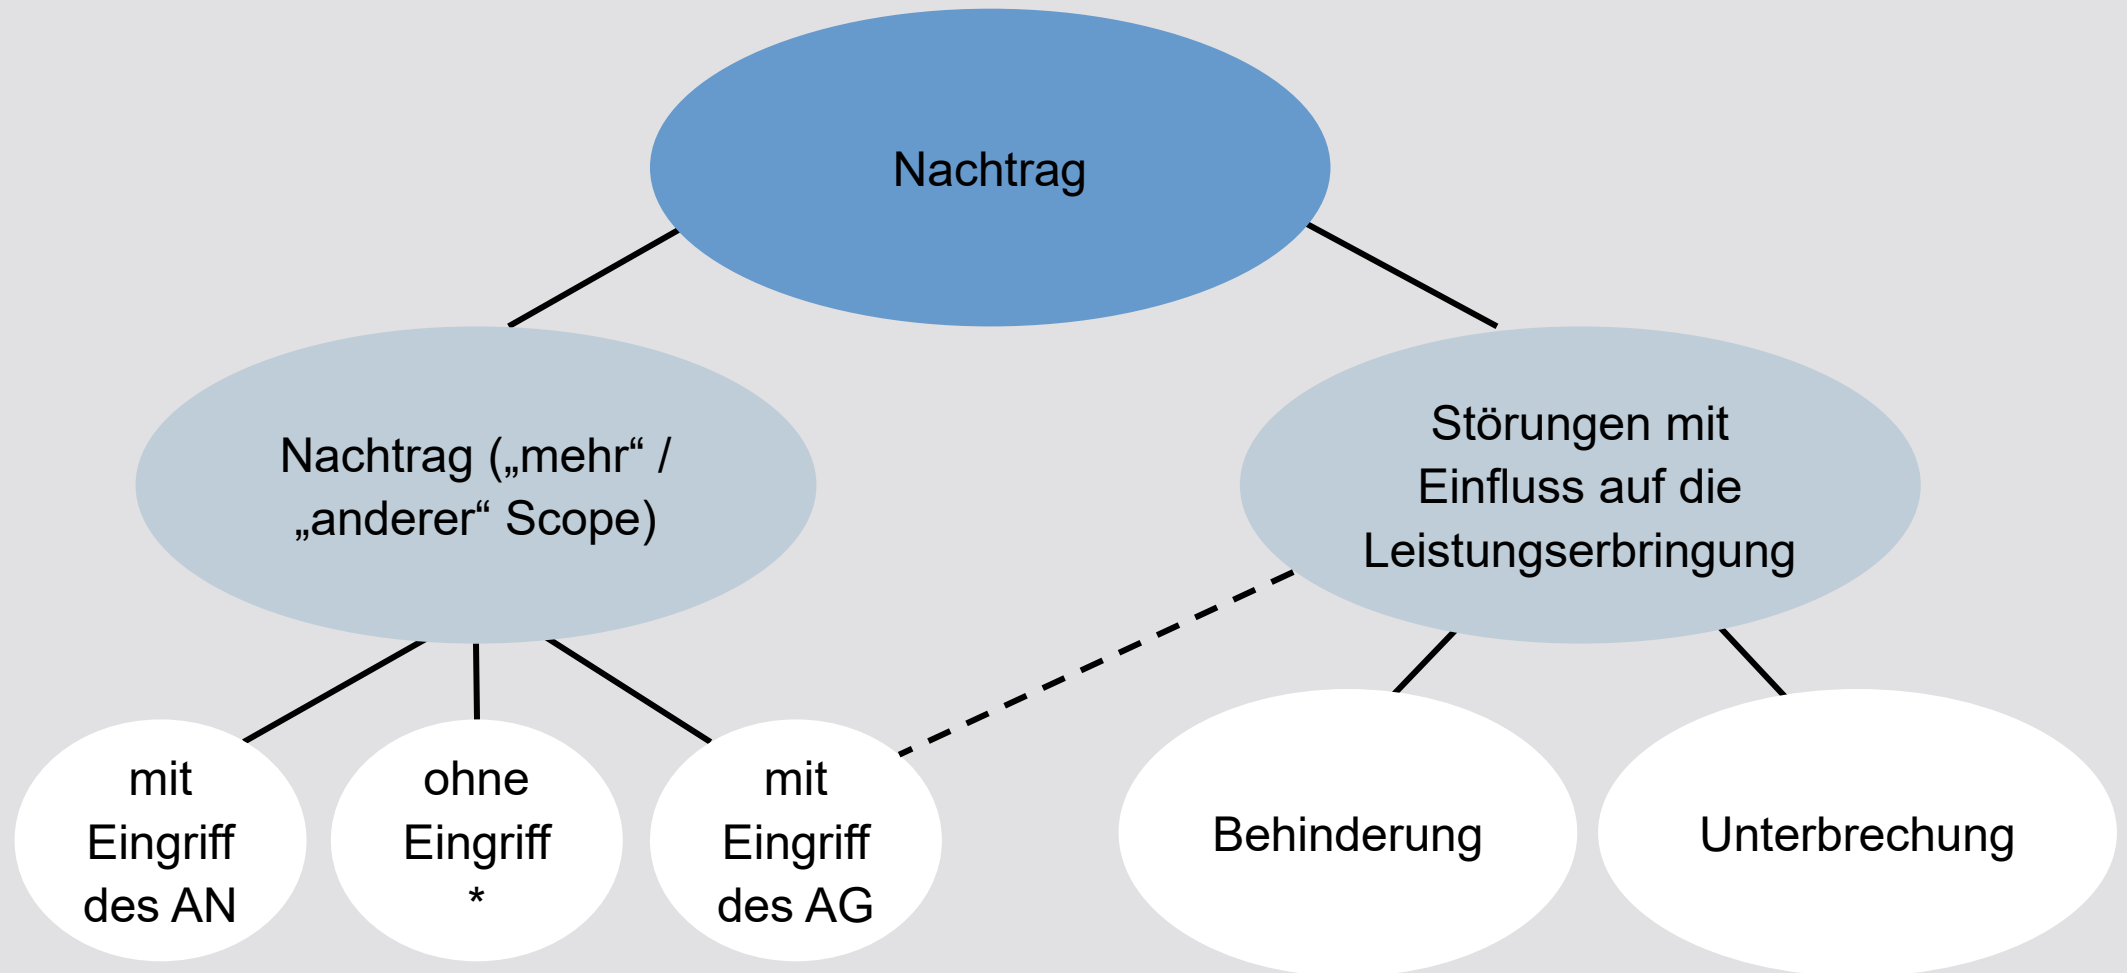 Nachtrag
Nachtrag („mehr“ /
„anderer“ Scope)
Störungen mit
Einfluss auf die
Leistungserbringung
mit
Eingriff
des AN
ohne
Eingriff
*
mit
Eingriff
des AG
Behinderung
Unterbrechung